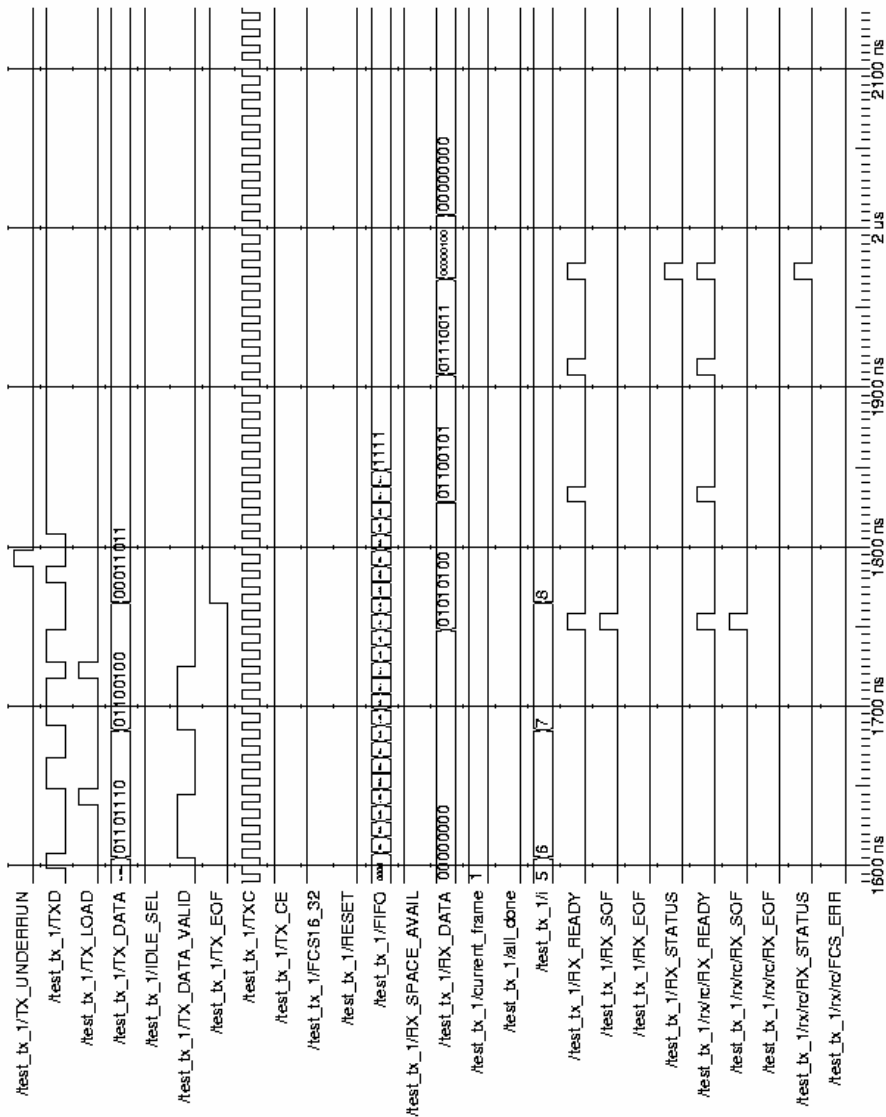 /test_tx_1/TX_UNDERRUN
/test_tx_1/TXD
/test_tx_1/TX_LOAD
/test_tx_1/TX_DATA 01101110 01100100 00011011
/test_tx_1/IDLE_SEL
/test_tx_1/TX_DATA_VALID
/test_tx_1/TX_EOF
/test_tx_1/TXC
/test_tx_1/TX_CE
/test_tx_1/FCS16_32
/test_tx_1/RESET
/test_tx_1/FIFO 1111
/test_tx_1/RX_SPACE_AVAIL
/test_tx_1/RX_DATA 00000000 01010100 01100101 01110011 00000100 00000000
/test_tx_1/current_frame 1
/test_tx_1/all_done
/test_tx_1/i 5 6 7 8
/test_tx_1/RX_READY
/test_tx_1/RX_SOF
/test_tx_1/RX_EOF
/test_tx_1/RX_STATUS
/test_tx_1/rx/rc/RX_READY
/test_tx_1/rx/rc/RX_SOF
/test_tx_1/rx/rc/RX_EOF
/test_tx_1/rx/rc/RX_STATUS
/test_tx_1/rx/rc/FCS_ERR
1600 ns 1700 ns 1800 ns 1900 ns 2 us 2100 ns